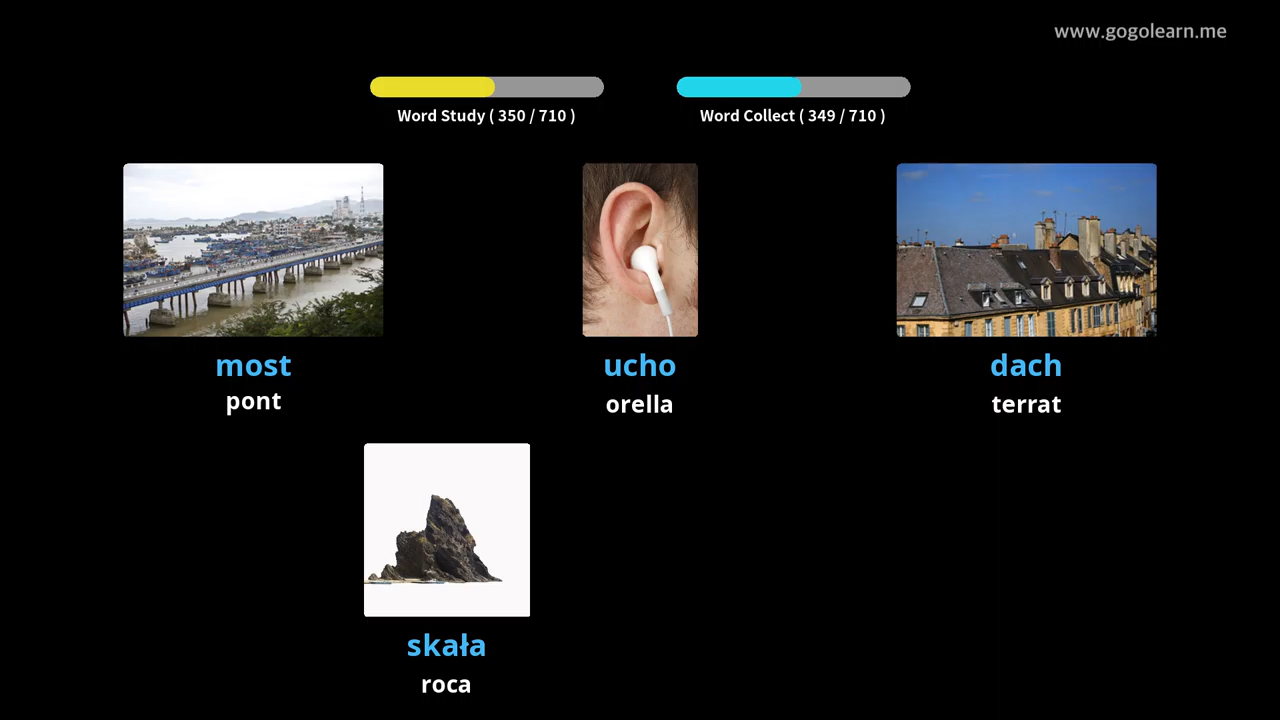 www.gogolearn.me
Word Study ( 350 / 710 )
Word Collect ( 349 / 710 )
most
pont
ucho
orella
dach
terrat
skała
roca